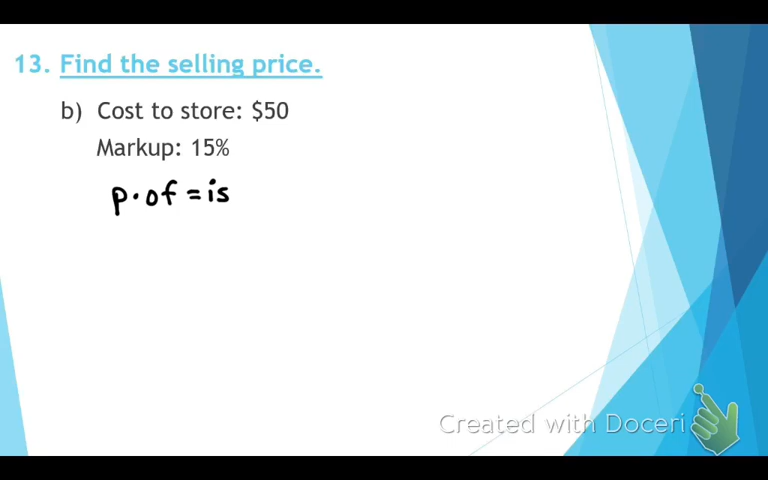 13. Find the selling price.
b) Cost to store: $50
Markup: 15%
p·of = is
Created with Doceri